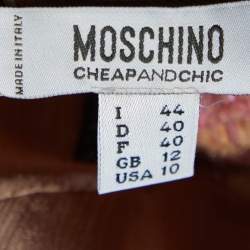 MADE IN ITALY
MOSCHINO
CHEAPANDCHIC
I 44
D 40
F 40
GB 12
USA 10